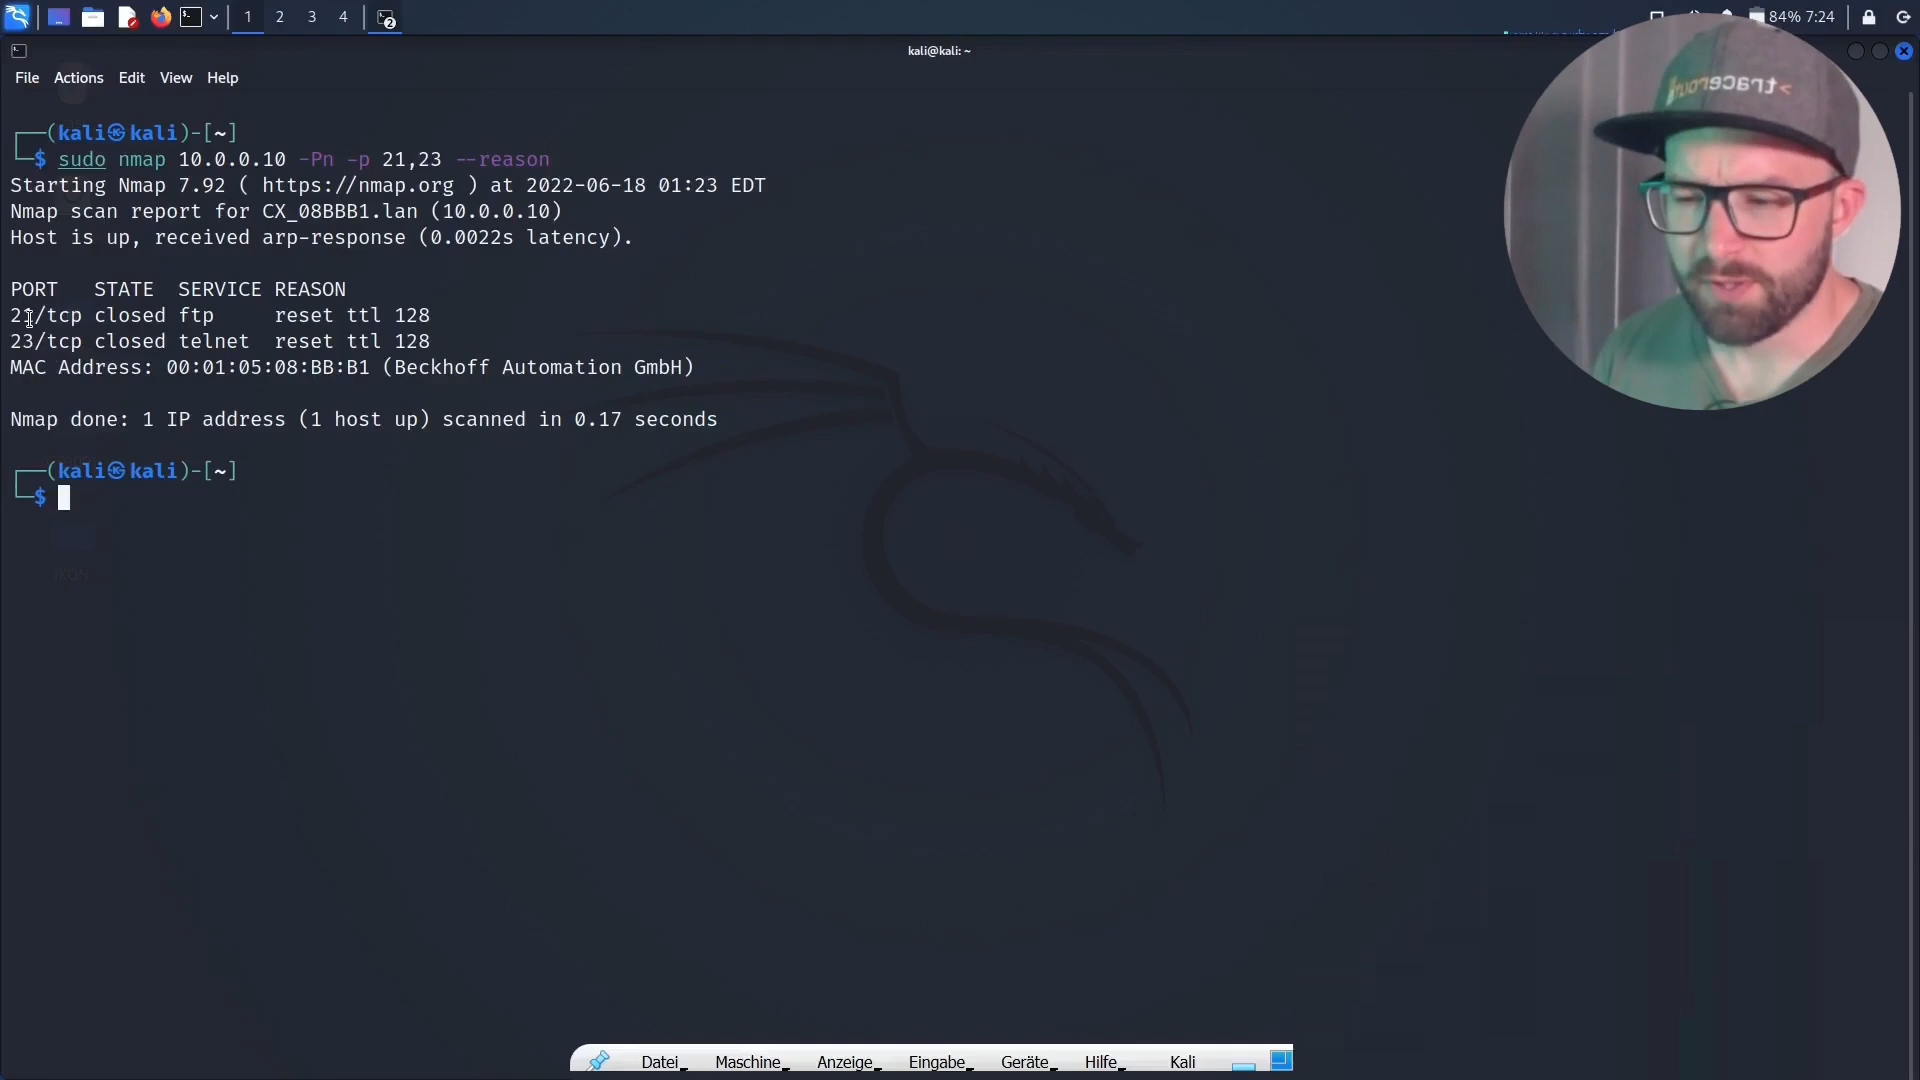 1 2 3 4 2 84% 7:24
kali@kali: ~
File Actions Edit View Help
>traceroute
┌──(kali㉿kali)-[~]
└─$ sudo nmap 10.0.0.10 -Pn -p 21,23 --reason
Starting Nmap 7.92 ( https://nmap.org ) at 2022-06-18 01:23 EDT
Nmap scan report for CX_08BBB1.lan (10.0.0.10)
Host is up, received arp-response (0.0022s latency).
PORT STATE SERVICE REASON
21/tcp closed ftp reset ttl 128
23/tcp closed telnet reset ttl 128
MAC Address: 00:01:05:08:BB:B1 (Beckhoff Automation GmbH)
Nmap done: 1 IP address (1 host up) scanned in 0.17 seconds
┌──(kali㉿kali)-[~]
└─$
IKON
Datei Maschine Anzeige Eingabe Geräte Hilfe Kali